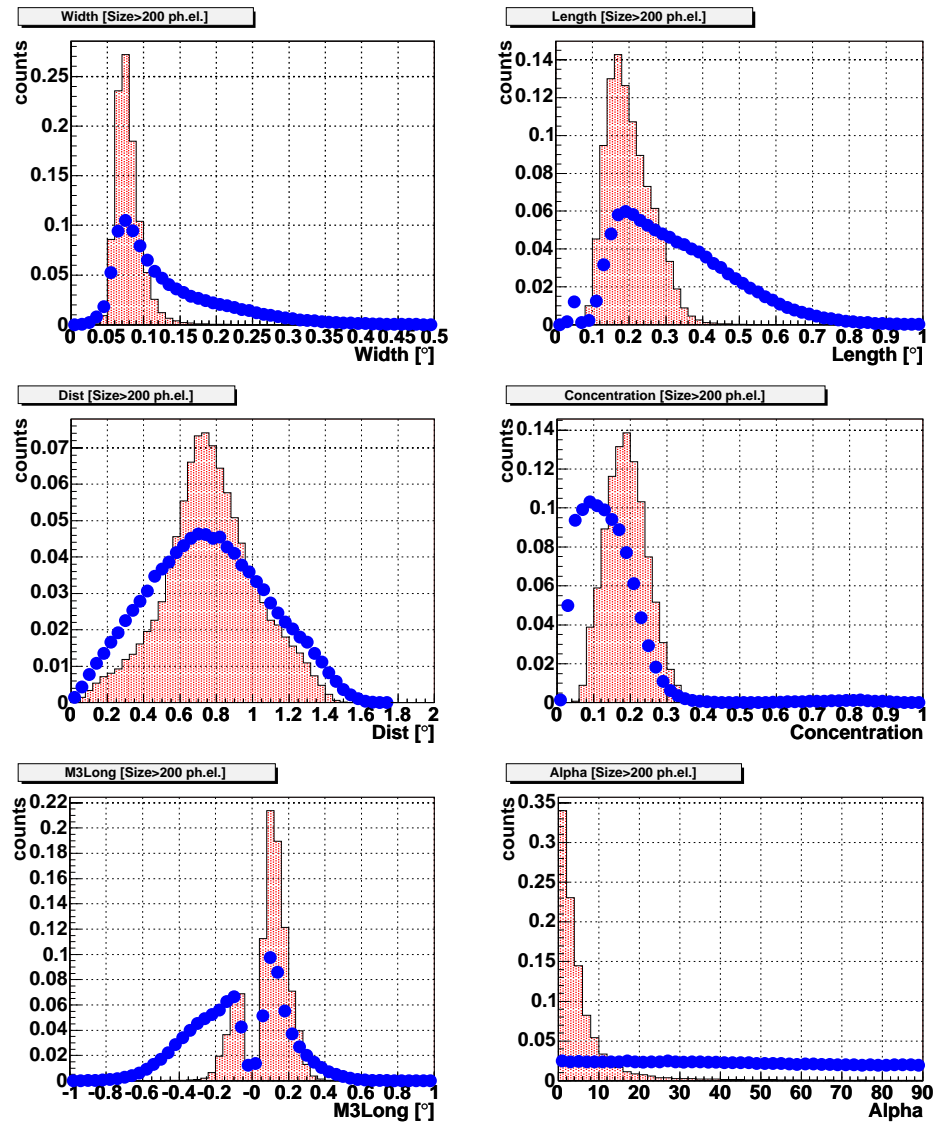 Width [Size>200 ph.el.]
counts
0.25
0.2
0.15
0.1
0.05
0
0 0.05 0.1 0.15 0.2 0.25 0.3 0.35 0.4 0.45 0.5
Width [°]
Length [Size>200 ph.el.]
counts
0.14
0.12
0.1
0.08
0.06
0.04
0.02
0
0 0.1 0.2 0.3 0.4 0.5 0.6 0.7 0.8 0.9 1
Length [°]
Dist [Size>200 ph.el.]
counts
0.07
0.06
0.05
0.04
0.03
0.02
0.01
0
0 0.2 0.4 0.6 0.8 1 1.2 1.4 1.6 1.8 2
Dist [°]
Concentration [Size>200 ph.el.]
counts
0.14
0.12
0.1
0.08
0.06
0.04
0.02
0
0 0.1 0.2 0.3 0.4 0.5 0.6 0.7 0.8 0.9 1
Concentration
M3Long [Size>200 ph.el.]
counts
0.22
0.2
0.18
0.16
0.14
0.12
0.1
0.08
0.06
0.04
0.02
0
-1 -0.8 -0.6 -0.4 -0.2 -0 0.2 0.4 0.6 0.8 1
M3Long [°]
Alpha [Size>200 ph.el.]
counts
0.35
0.3
0.25
0.2
0.15
0.1
0.05
0
0 10 20 30 40 50 60 70 80 90
Alpha